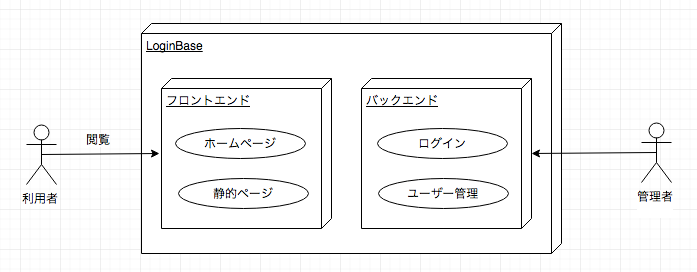 LoginBase
フロントエンド
バックエンド
ホームページ
ログイン
閲覧
静的ページ
ユーザー管理
利用者
管理者